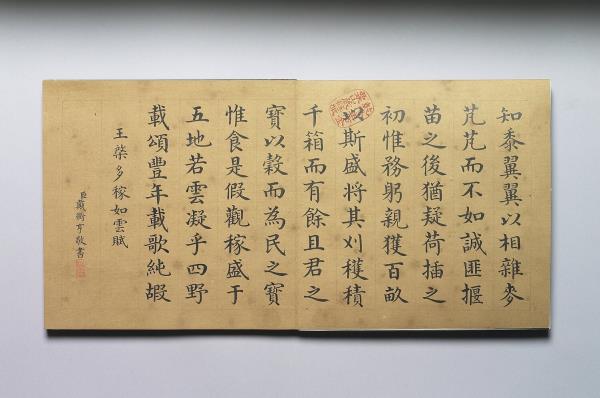 知黍翼翼以相雜麥
芃芃而不如誠匪揠
苗之後猶疑荷插之
初惟務躬親獲百畝
以斯盛將其刈穫積
千箱而有餘且君之
寶以穀而為民之寶
惟食是假觀稼盛于
五地若雲凝乎四野
載頌豐年載歌純嘏
王棨多稼如雲賦
臣戴衢亨敬書